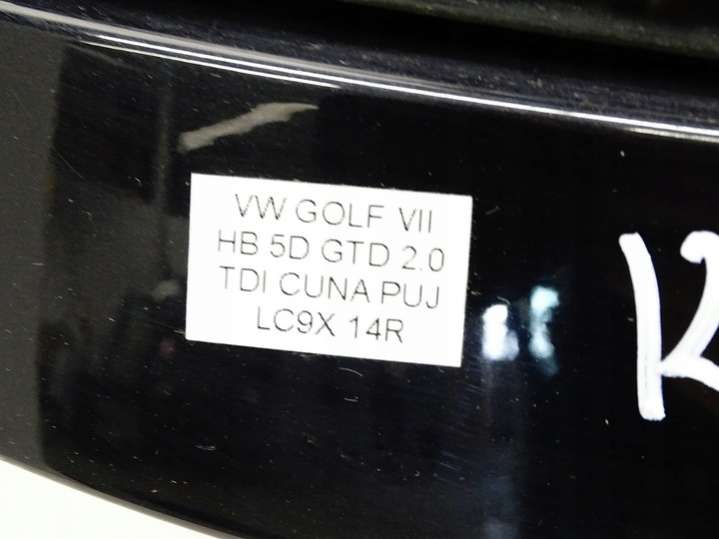 VW GOLF VII
HB 5D GTD 2.0
TDI CUNA PUJ
LC9X 14R